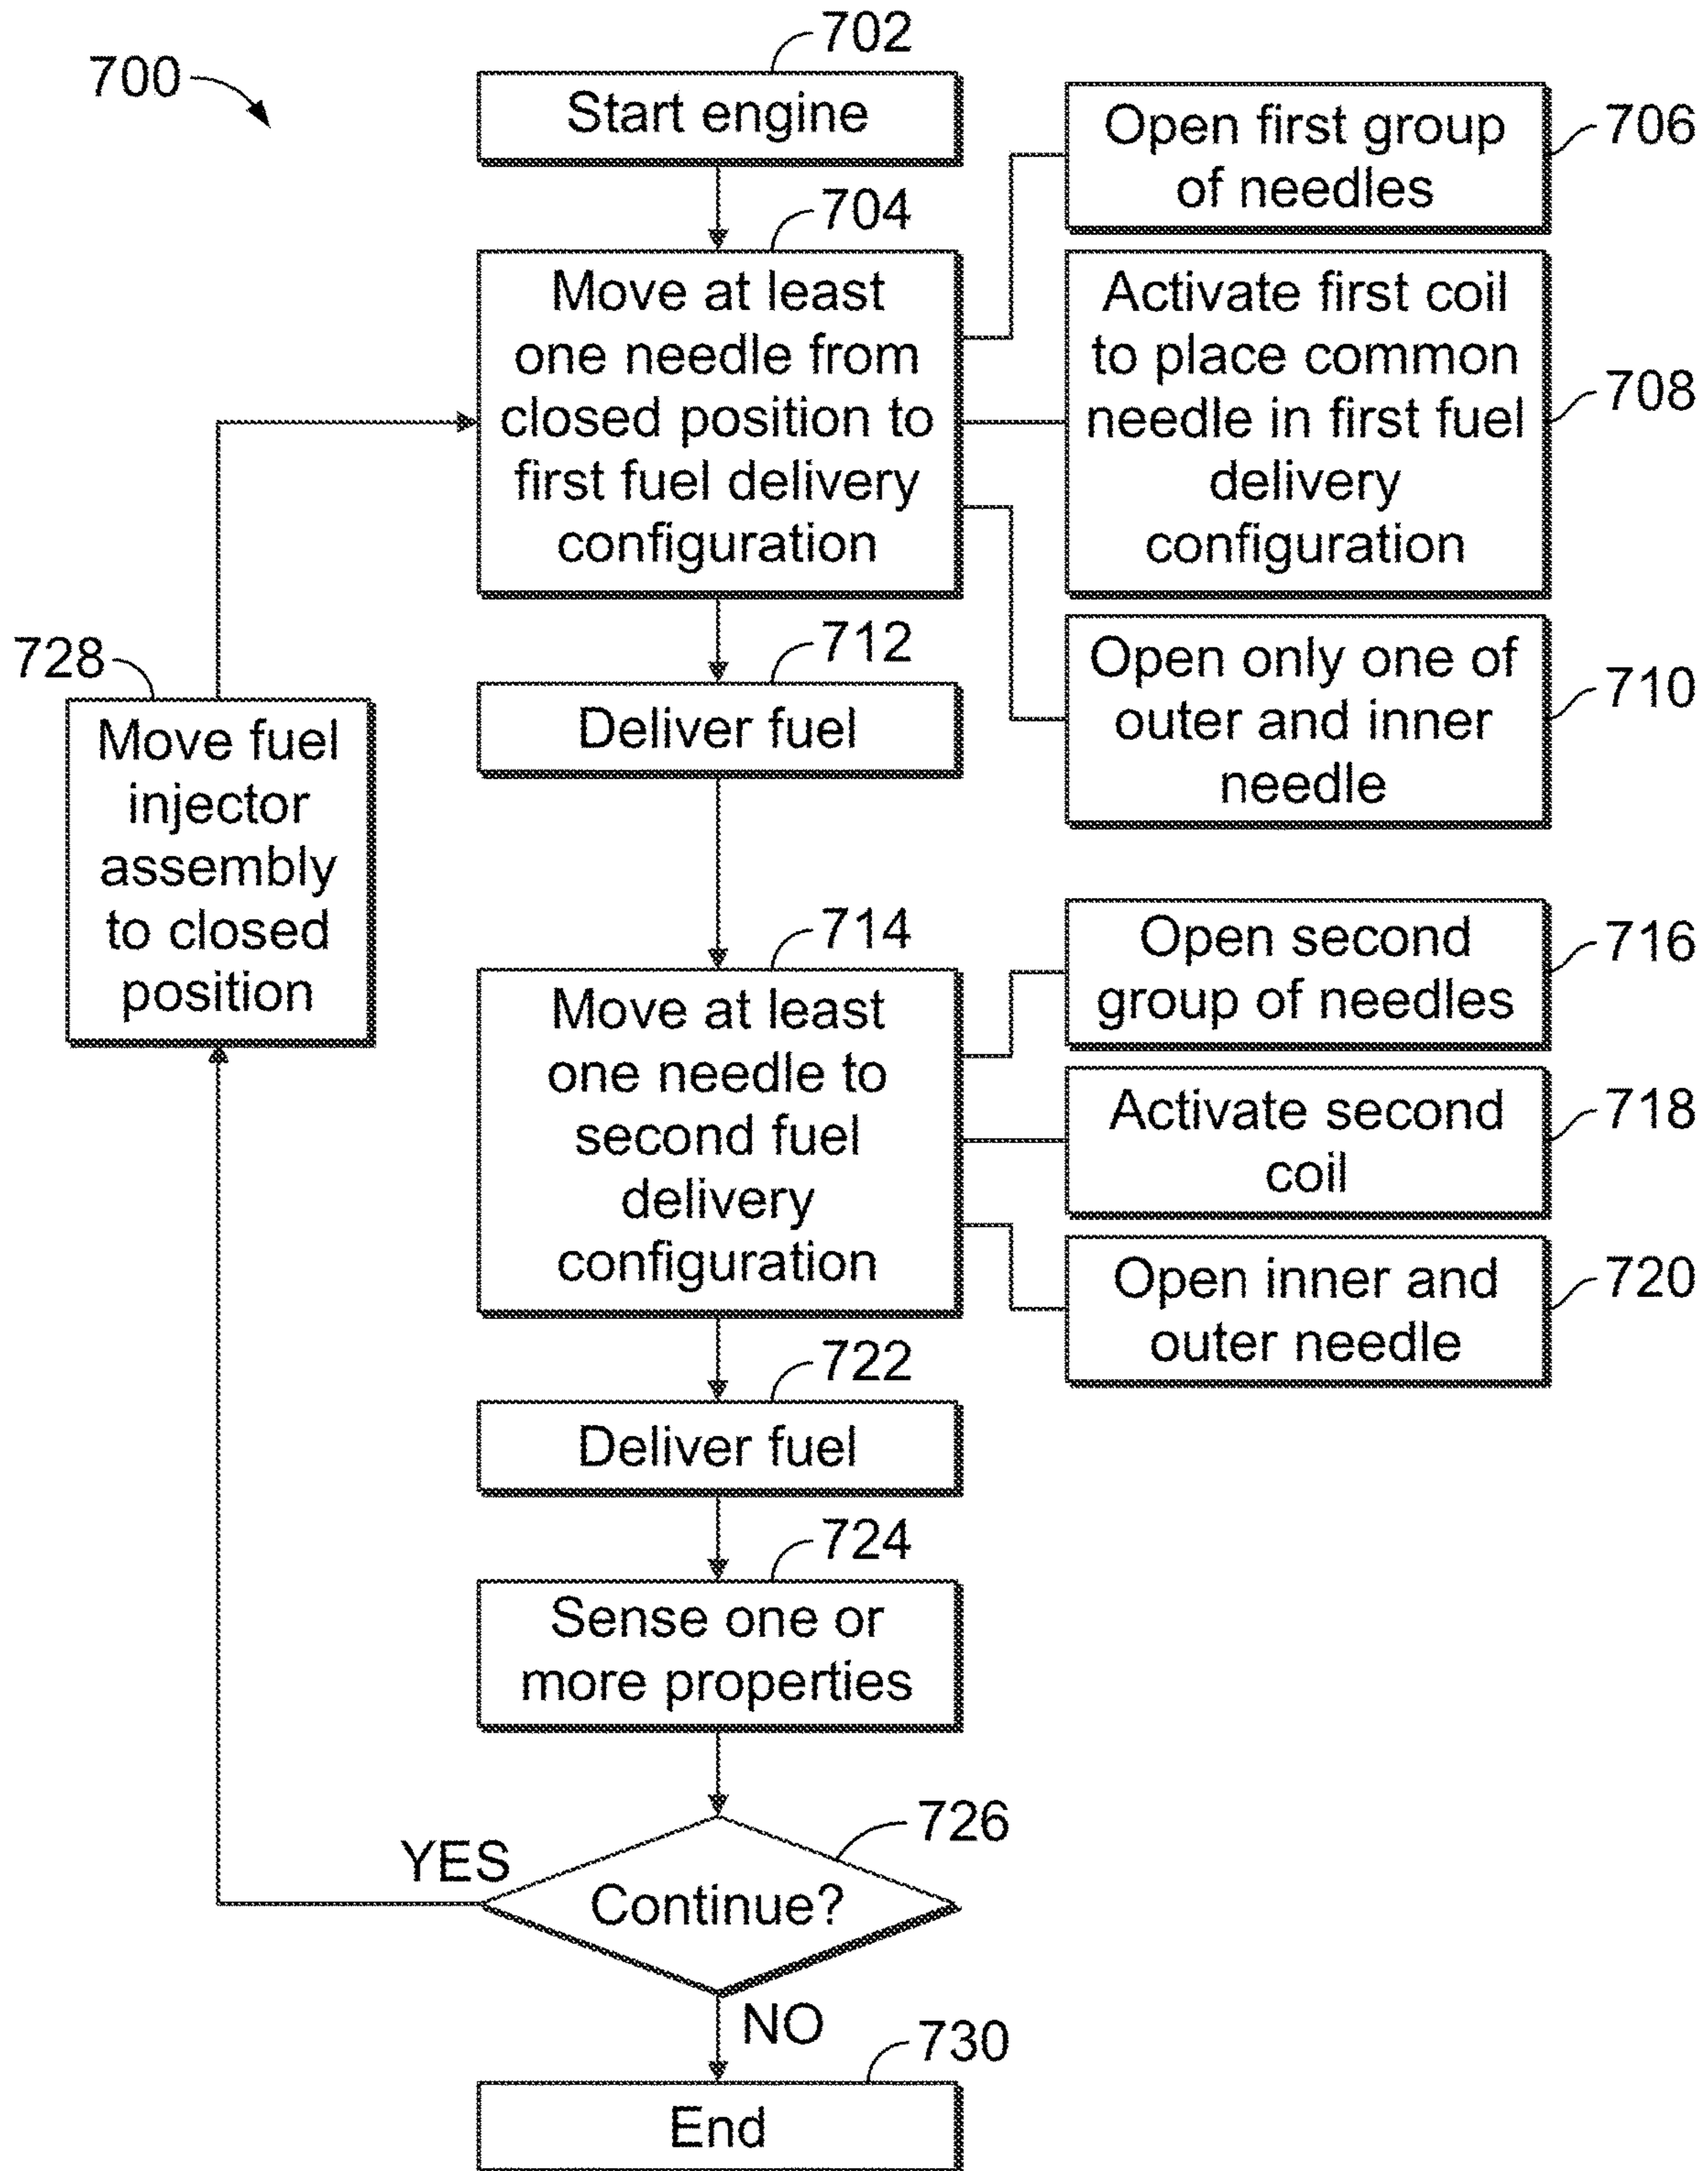 700
702
Start engine
704
Move at least
one needle from
closed position to
first fuel delivery
configuration
706
Open first group
of needles
708
Activate first coil
to place common
needle in first fuel
delivery
configuration
710
Open only one of
outer and inner
needle
712
Deliver fuel
714
Move at least
one needle to
second fuel
delivery
configuration
716
Open second
group of needles
718
Activate second
coil
720
Open inner and
outer needle
722
Deliver fuel
724
Sense one or
more properties
726
Continue?
YES
728
Move fuel
injector
assembly
to closed
position
NO
730
End